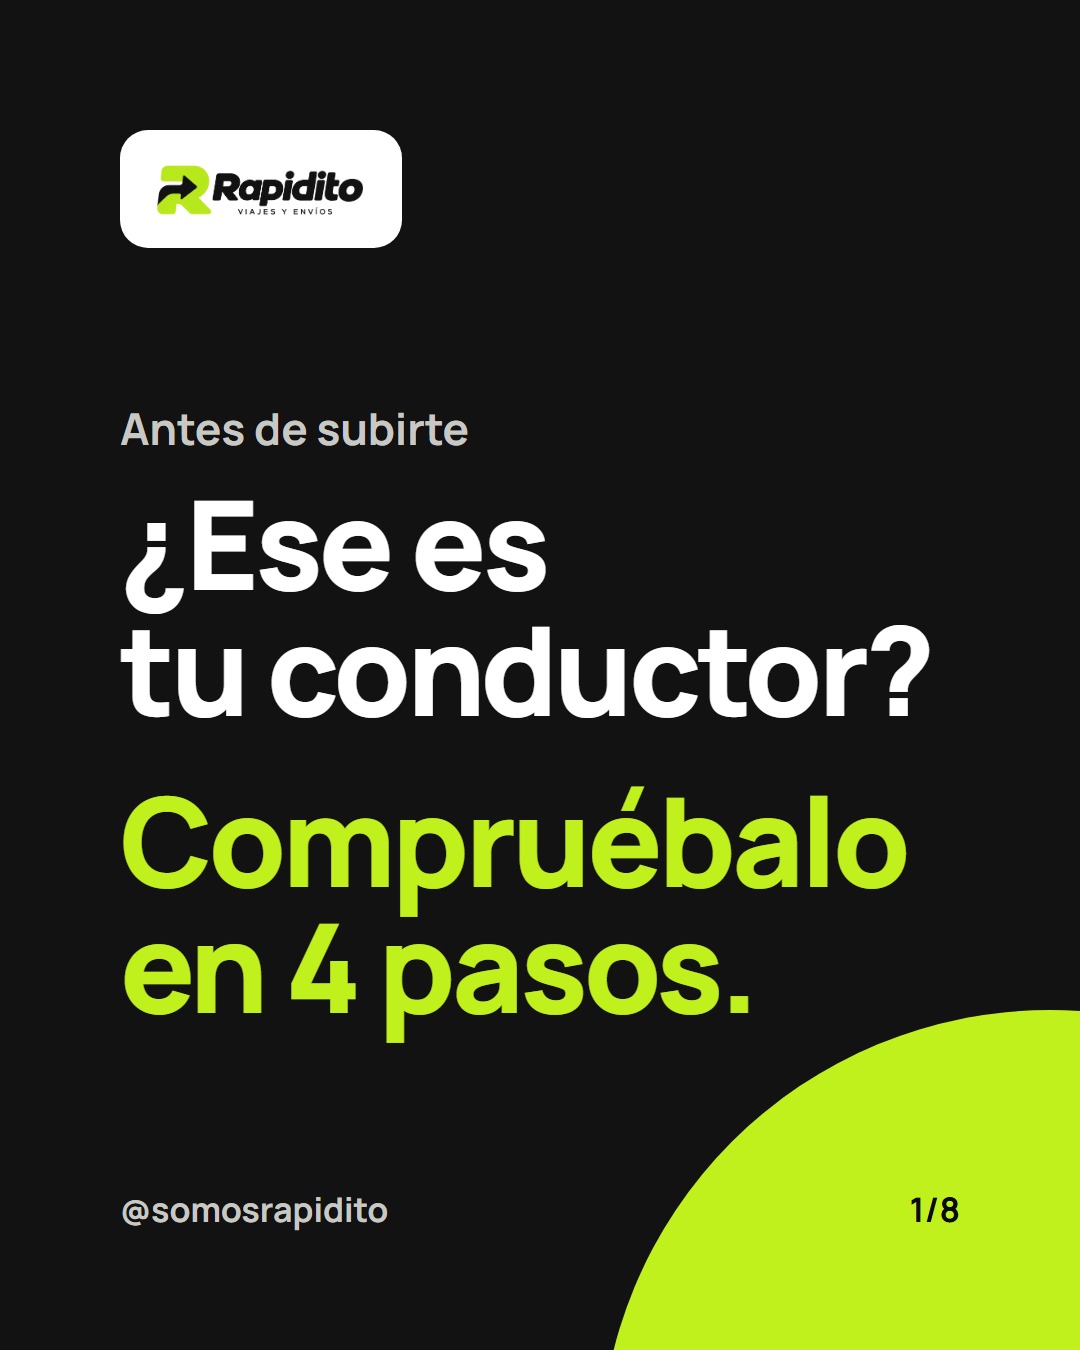 Rapidito
VIAJES Y ENVÍOS
Antes de subirte
¿Ese es
tu conductor?
Compruébalo
en 4 pasos.
@somosrapidito
1/8